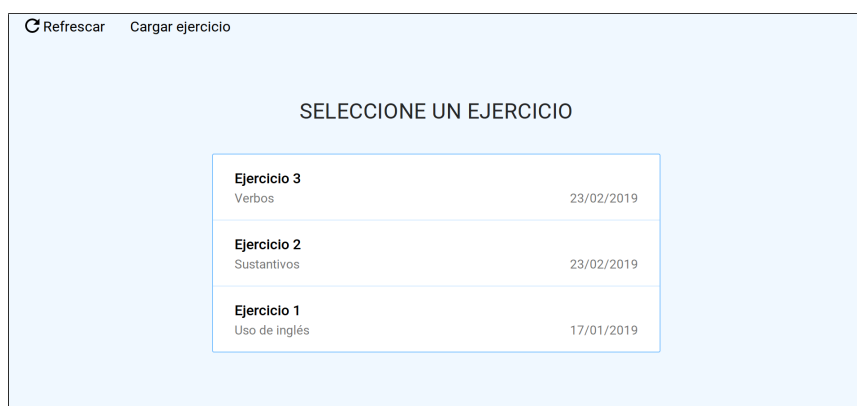 Refrescar Cargar ejercicio
SELECCIONE UN EJERCICIO
Ejercicio 3
Verbos 23/02/2019
Ejercicio 2
Sustantivos 23/02/2019
Ejercicio 1
Uso de inglés 17/01/2019